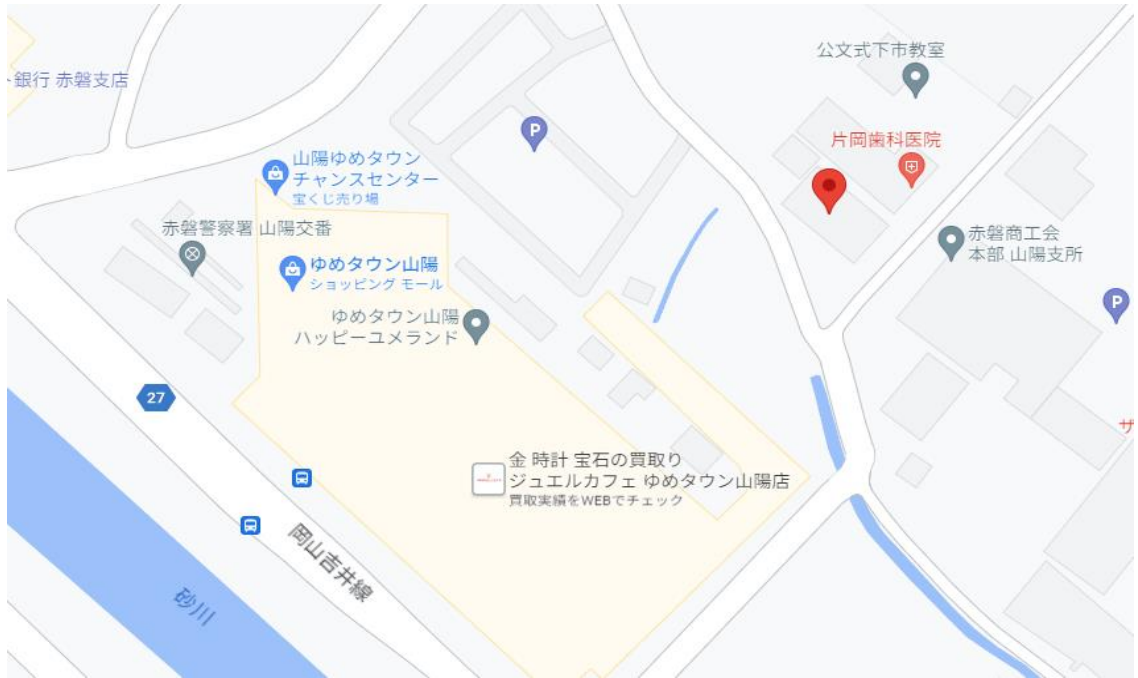 公文式下市教室
銀行 赤磐支店
P
片岡歯科医院
山陽ゆめタウン
チャンスセンター
宝くじ売り場
赤磐警察署 山陽交番
赤磐商工会
本部 山陽支所
ゆめタウン山陽
ショッピング モール
P
ゆめタウン山陽
ハッピーユメランド
27
ザ
金 時計 宝石の買取り
ジュエルカフェ ゆめタウン山陽店
買取実績をWEBでチェック
岡山吉井線
砂川